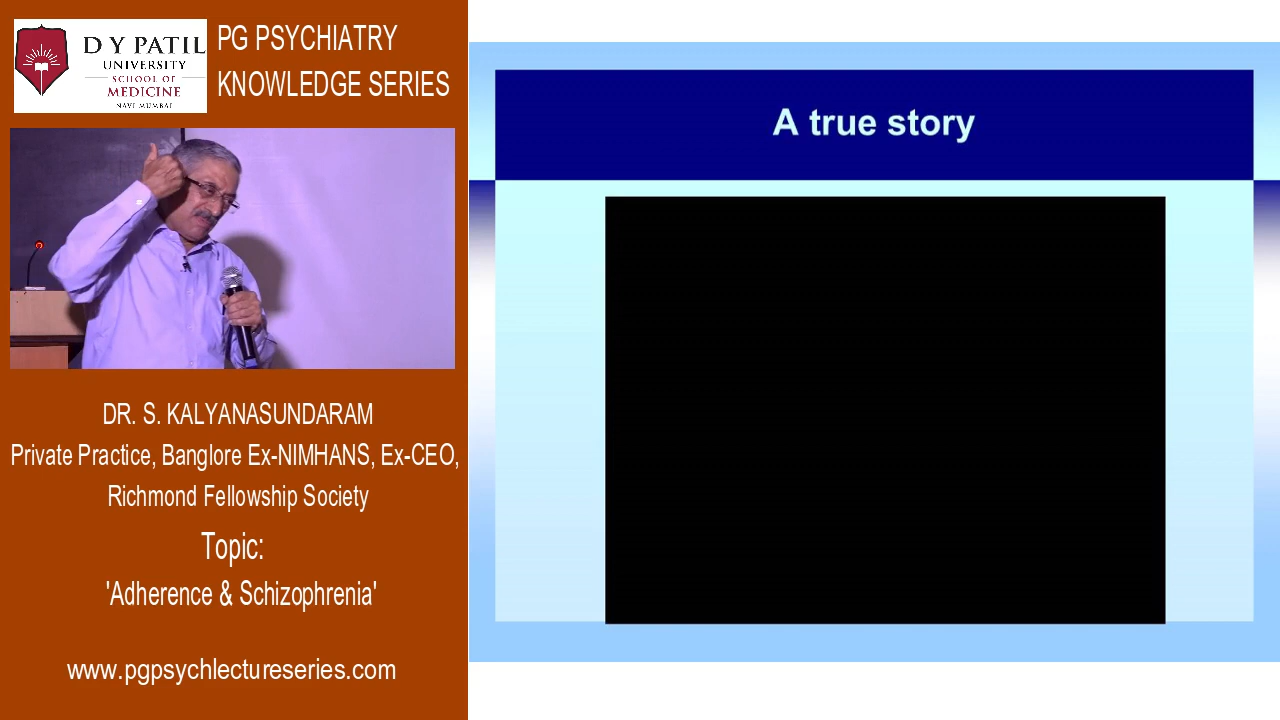 D Y PATIL
UNIVERSITY
SCHOOL OF
MEDICINE
NAVI MUMBAI
PG PSYCHIATRY
KNOWLEDGE SERIES
DR. S. KALYANASUNDARAM
Private Practice, Banglore Ex-NIMHANS, Ex-CEO,
Richmond Fellowship Society
Topic:
'Adherence & Schizophrenia'
www.pgpsychlectureseries.com
A true story